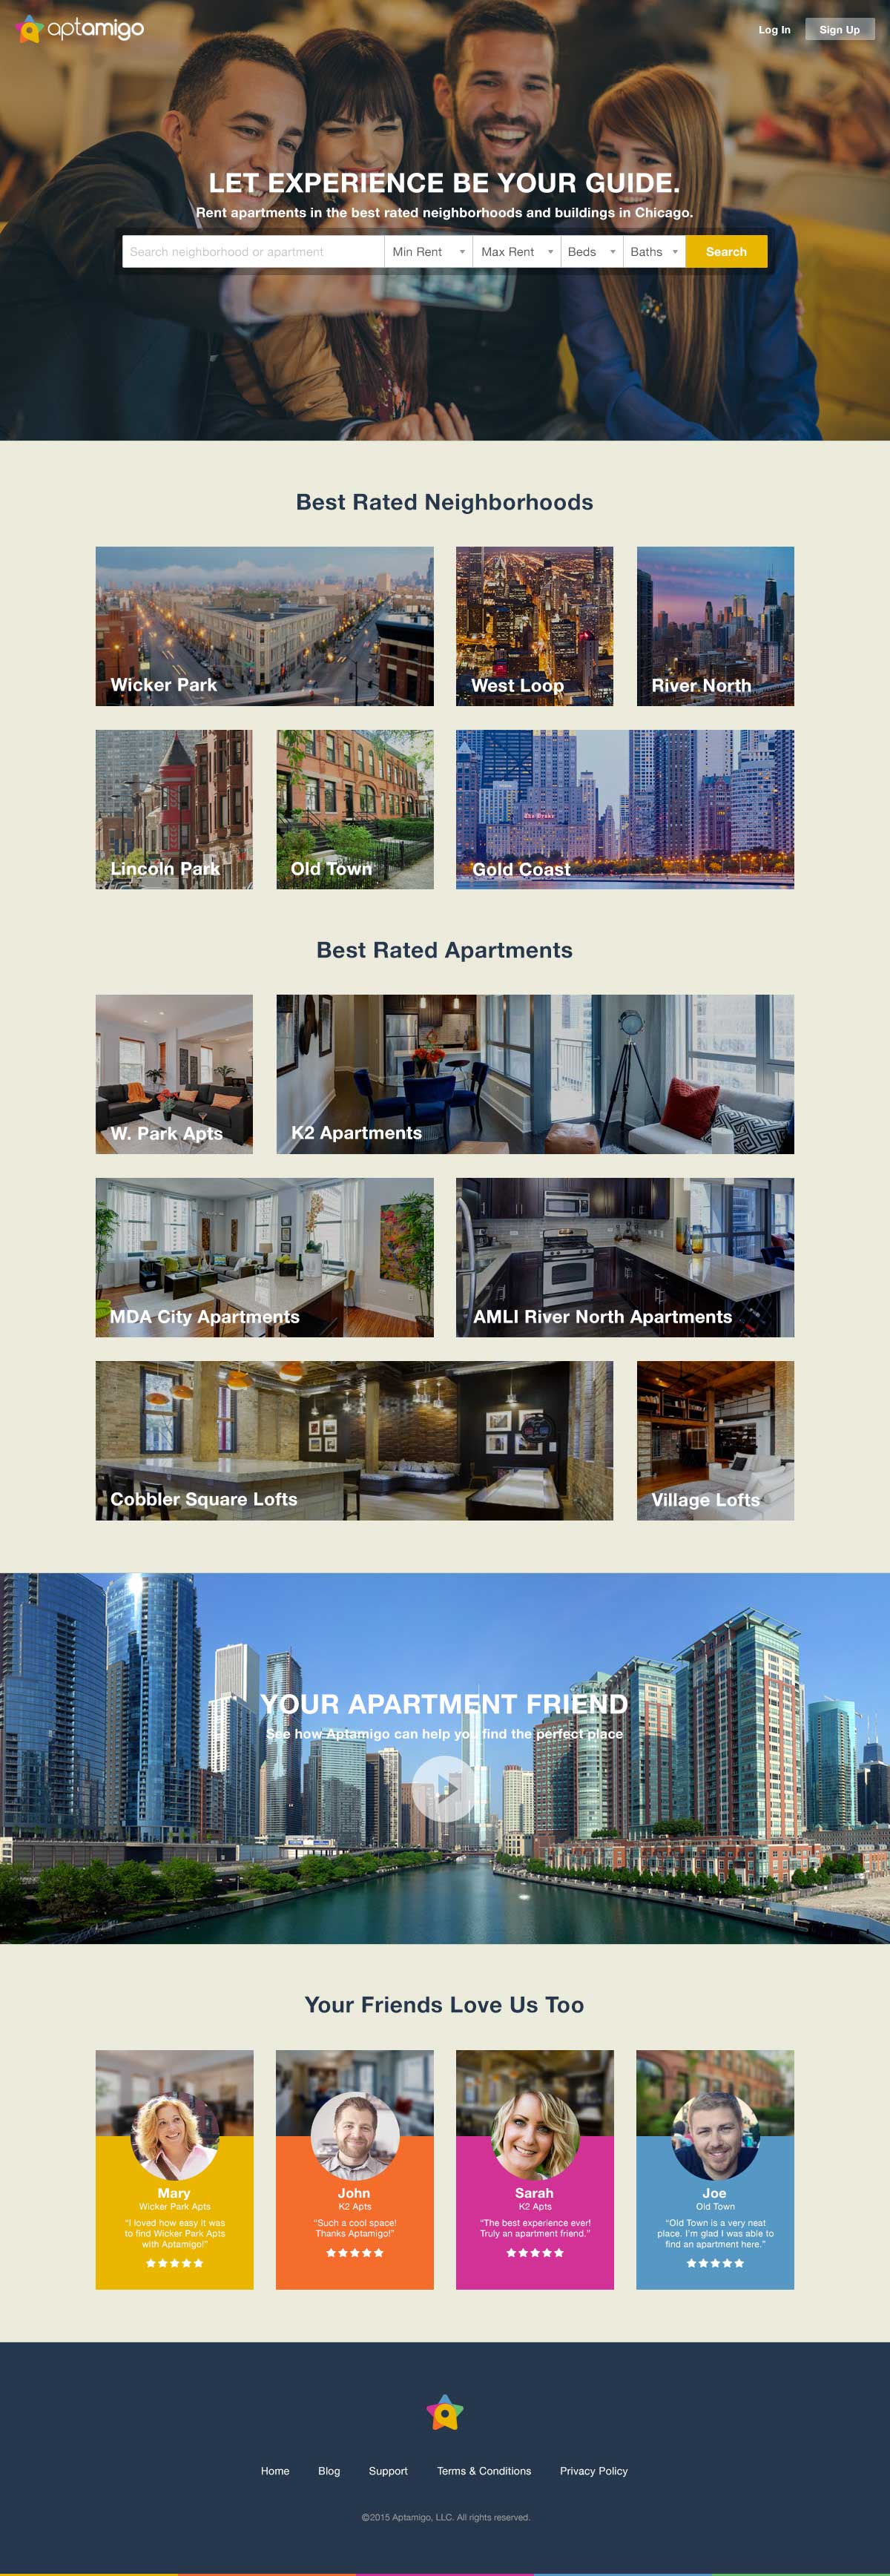 aptamigo
Log In
Sign Up
LET EXPERIENCE BE YOUR GUIDE.
Rent apartments in the best rated neighborhoods and buildings in Chicago.
Search neighborhood or apartment
Min Rent
Max Rent
Beds
Baths
Search
Best Rated Neighborhoods
Wicker Park
West Loop
River North
Lincoln Park
Old Town
The Drake
Gold Coast
Best Rated Apartments
W. Park Apts
K2 Apartments
MDA City Apartments
AMLI River North Apartments
Cobbler Square Lofts
Village Lofts
YOUR APARTMENT FRIEND
See how Aptamigo can help you find the perfect place
Your Friends Love Us Too
Mary
Wicker Park Apts
"I loved how easy it was
to find Wicker Park Apts
with Aptamigo!"
John
K2 Apts
"Such a cool space!
Thanks Aptamigo!"
Sarah
K2 Apts
"The best experience ever!
Truly an apartment friend."
Joe
Old Town
"Old Town is a very neat
place. I'm glad I was able to
find an apartment here."
Home
Blog
Support
Terms & Conditions
Privacy Policy
©2015 Aptamigo, LLC. All rights reserved.